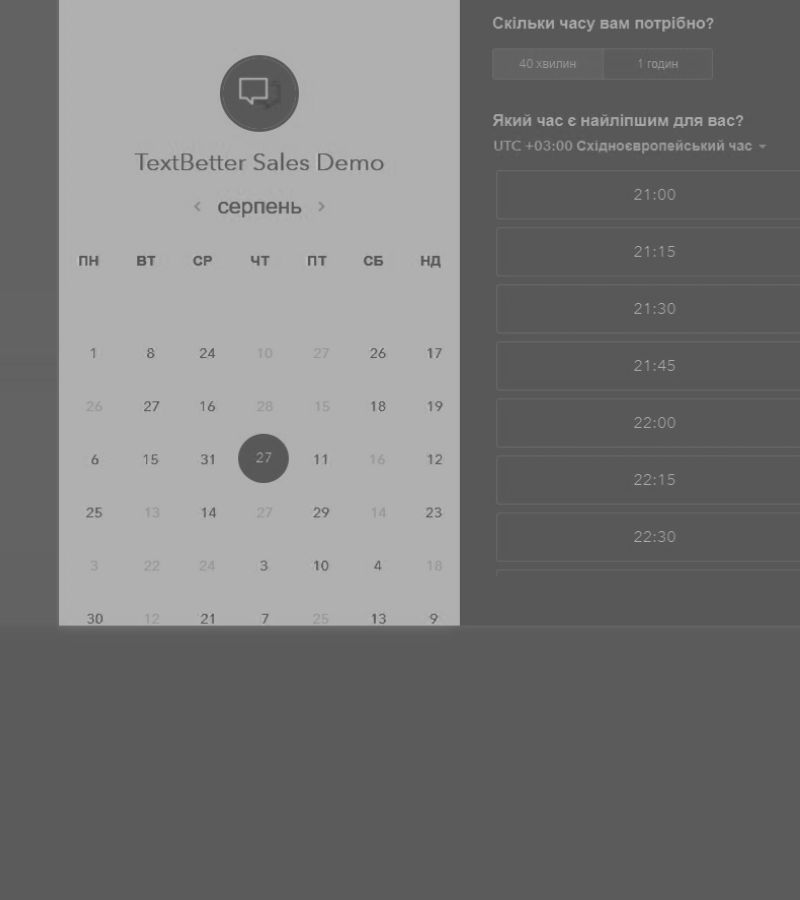 TextBetter Sales Demo
‹ серпень ›
ПН ВТ СР ЧТ ПТ СБ НД
1 8 24 10 27 26 17
26 27 16 28 15 18 19
6 15 31 27 11 16 12
25 13 14 27 29 14 23
3 22 24 3 10 4 18
30 12 21 7 25 13 9
Скільки часу вам потрібно?
40 хвилин 1 годин
Який час є найліпшим для вас?
UTC +03:00 Східноєвропейський час
21:00
21:15
21:30
21:45
22:00
22:15
22:30